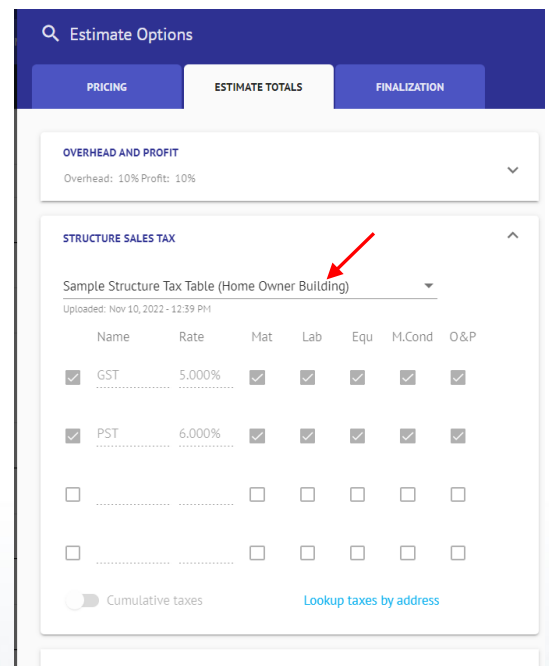 Estimate Options
PRICING ESTIMATE TOTALS FINALIZATION
OVERHEAD AND PROFIT
Overhead: 10% Profit: 10%
STRUCTURE SALES TAX
Sample Structure Tax Table (Home Owner Building)
Uploaded: Nov 10, 2022 - 12:39 PM
Name Rate Mat Lab Equ M.Cond O&P
GST 5.000%
PST 6.000%
Cumulative taxes Lookup taxes by address